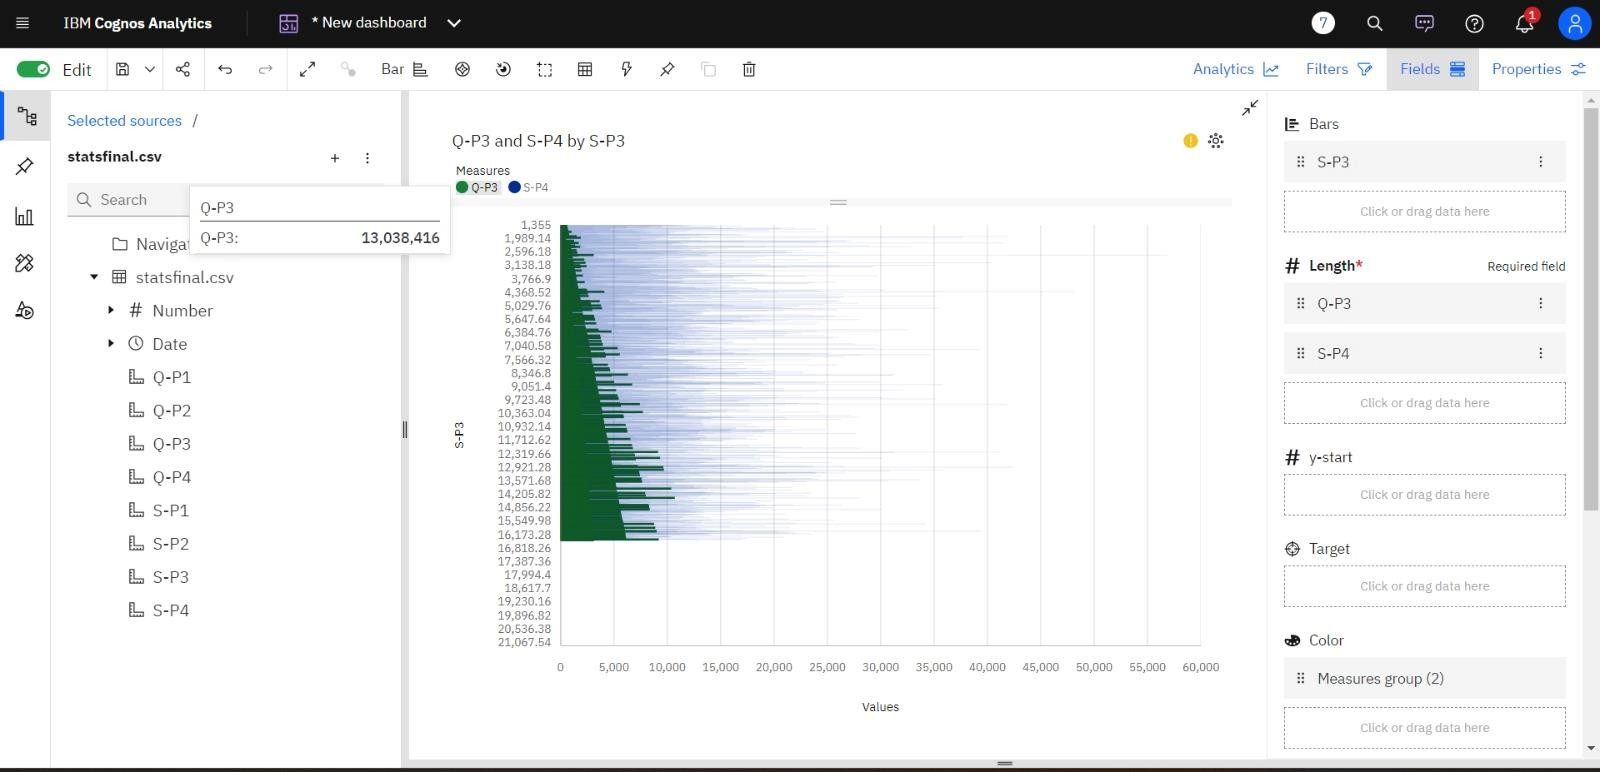 IBM Cognos Analytics
* New dashboard
7
1
Edit
Bar
Analytics
Filters
Fields
Properties
Selected sources /
statsfinal.csv
Search
Navigat
statsfinal.csv
Number
Date
Q-P1
Q-P2
Q-P3
Q-P4
S-P1
S-P2
S-P3
S-P4
Q-P3
Q-P3: 13,038,416
Q-P3 and S-P4 by S-P3
Measures
Q-P3 S-P4
S-P3
1,355
1,989.14
2,596.18
3,138.18
3,766.9
4,368.52
5,029.76
5,647.64
6,384.76
7,040.58
7,566.32
8,346.8
9,051.4
9,723.48
10,363.04
10,932.14
11,712.62
12,319.66
12,921.28
13,571.68
14,205.82
14,856.22
15,549.98
16,173.28
16,818.26
17,387.36
17,994.4
18,617.7
19,230.16
19,896.82
20,536.38
21,067.54
0 5,000 10,000 15,000 20,000 25,000 30,000 35,000 40,000 45,000 50,000 55,000 60,000
Values
Bars
S-P3
Click or drag data here
Length* Required field
Q-P3
S-P4
Click or drag data here
y-start
Click or drag data here
Target
Click or drag data here
Color
Measures group (2)
Click or drag data here